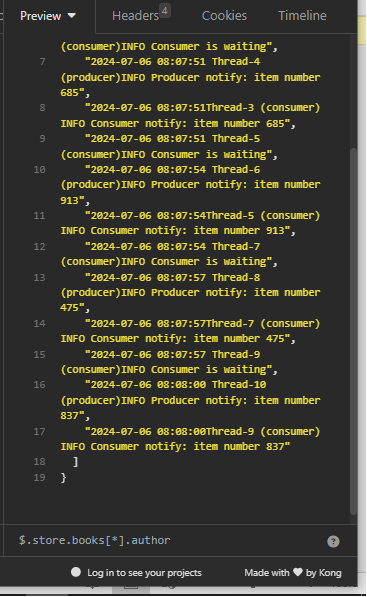 Preview Headers 4 Cookies Timeline
(consumer)INFO Consumer is waiting",
7 "2024-07-06 08:07:51 Thread-4
(producer)INFO Producer notify: item number
685",
8 "2024-07-06 08:07:51Thread-3 (consumer)
INFO Consumer notify: item number 685",
9 "2024-07-06 08:07:51 Thread-5
(consumer)INFO Consumer is waiting",
10 "2024-07-06 08:07:54 Thread-6
(producer)INFO Producer notify: item number
913",
11 "2024-07-06 08:07:54Thread-5 (consumer)
INFO Consumer notify: item number 913",
12 "2024-07-06 08:07:54 Thread-7
(consumer)INFO Consumer is waiting",
13 "2024-07-06 08:07:57 Thread-8
(producer)INFO Producer notify: item number
475",
14 "2024-07-06 08:07:57Thread-7 (consumer)
INFO Consumer notify: item number 475",
15 "2024-07-06 08:07:57 Thread-9
(consumer)INFO Consumer is waiting",
16 "2024-07-06 08:08:00 Thread-10
(producer)INFO Producer notify: item number
837",
17 "2024-07-06 08:08:00Thread-9 (consumer)
INFO Consumer notify: item number 837"
18 ]
19 }
$.store.books[*].author
Log in to see your projects Made with ❤ by Kong